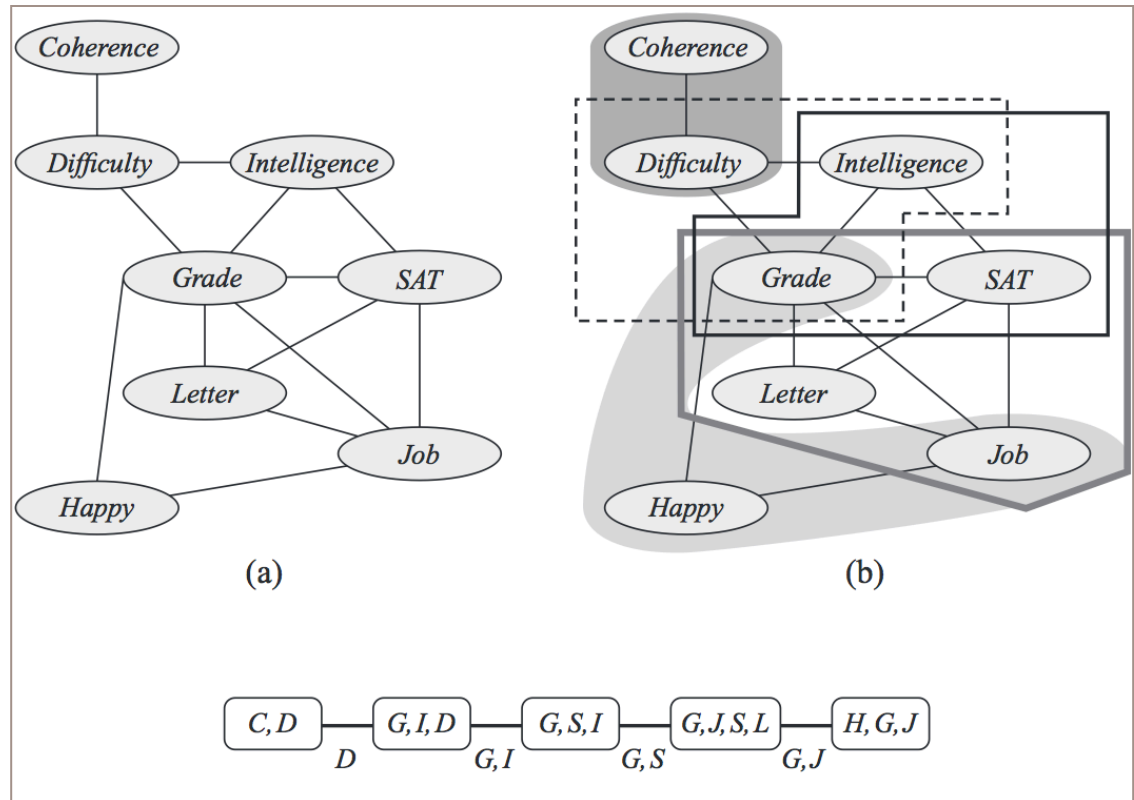 Coherence
Difficulty
Intelligence
Grade
SAT
Letter
Job
Happy
(a)
Coherence
Difficulty
Intelligence
Grade
SAT
Letter
Job
Happy
(b)
C, D
G, I, D
G, S, I
G, J, S, L
H, G, J
D
G, I
G, S
G, J